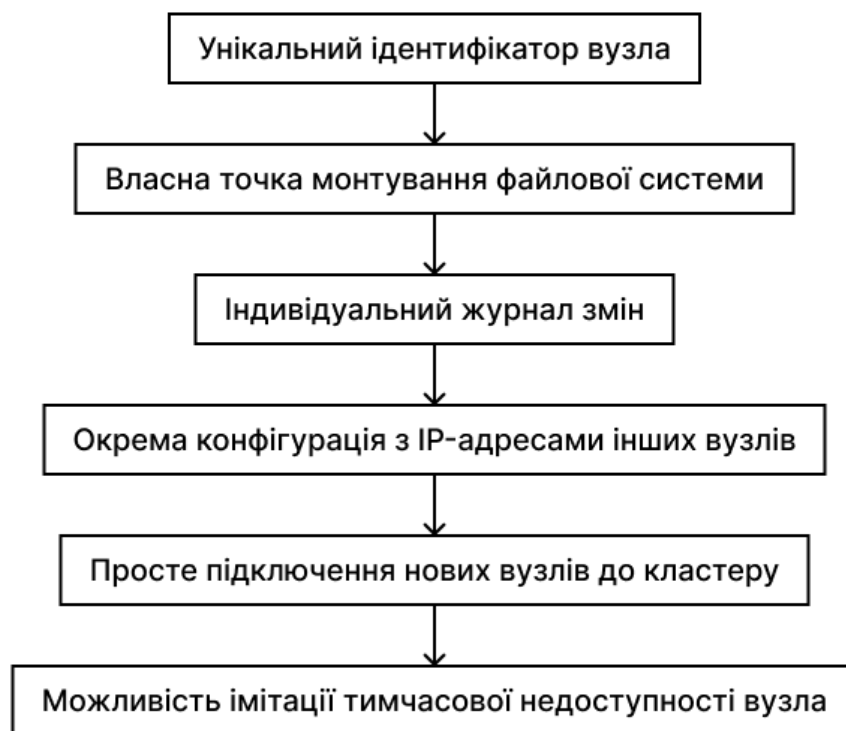 Унікальний ідентифікатор вузла
Власна точка монтування файлової системи
Індивідуальний журнал змін
Окрема конфігурація з IP-адресами інших вузлів
Просте підключення нових вузлів до кластеру
Можливість імітації тимчасової недоступності вузла